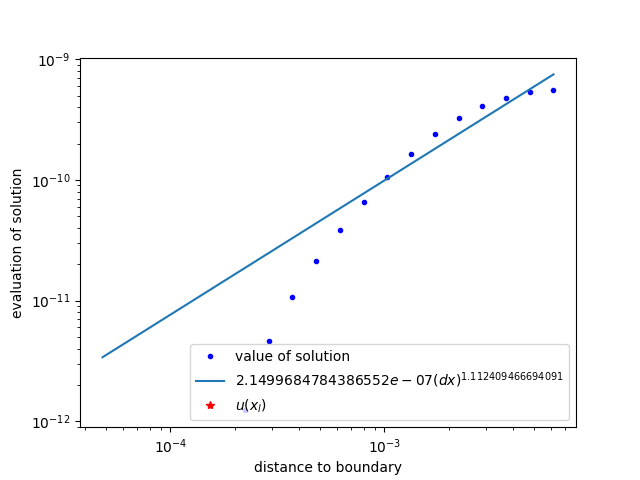 10⁻⁹
10⁻¹⁰
10⁻¹¹
10⁻¹²
evaluation of solution
value of solution
2.1499684784386552e − 07(dx)¹·¹¹²⁴⁰⁹⁴⁶⁶⁶⁹⁴⁰⁹¹
u(xₗ)
10⁻⁴
10⁻³
distance to boundary